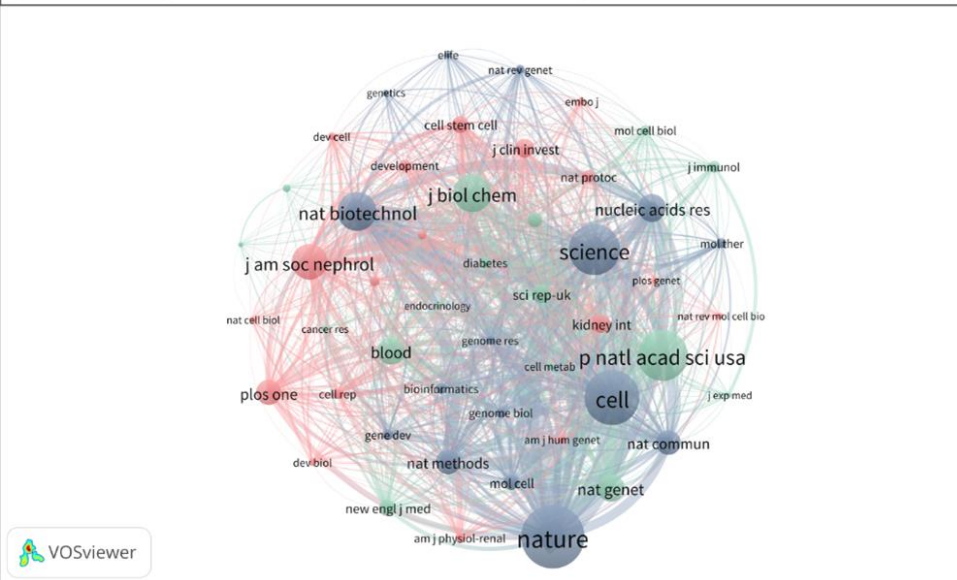 elife
nat rev genet
genetics
embo j
cell stem cell
mol cell biol
dev cell
j clin invest
development
j immunol
nat protoc
j biol chem
nat biotechnol
nucleic acids res
mol ther
science
j am soc nephrol
diabetes
plos genet
sci rep-uk
endocrinology
nat rev mol cell bio
nat cell biol
kidney int
cancer res
genome res
blood
p natl acad sci usa
cell metab
bioinformatics
plos one
cell rep
j exp med
cell
genome biol
gene dev
am j hum genet
nat commun
dev biol
nat methods
mol cell
nat genet
new engl j med
am j physiol-renal
nature
VOSviewer